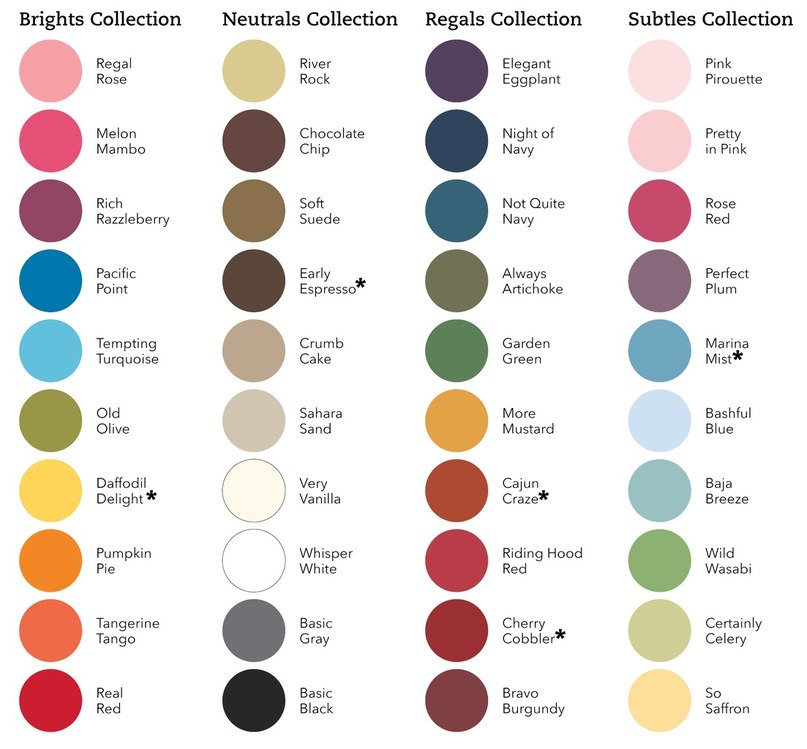 Brights Collection
Regal
Rose
Melon
Mambo
Rich
Razzleberry
Pacific
Point
Tempting
Turquoise
Old
Olive
Daffodil
Delight*
Pumpkin
Pie
Tangerine
Tango
Real
Red
Neutrals Collection
River
Rock
Chocolate
Chip
Soft
Suede
Early
Espresso*
Crumb
Cake
Sahara
Sand
Very
Vanilla
Whisper
White
Basic
Gray
Basic
Black
Regals Collection
Elegant
Eggplant
Night of
Navy
Not Quite
Navy
Always
Artichoke
Garden
Green
More
Mustard
Cajun
Craze*
Riding Hood
Red
Cherry
Cobbler*
Bravo
Burgundy
Subtles Collection
Pink
Pirouette
Pretty
in Pink
Rose
Red
Perfect
Plum
Marina
Mist*
Bashful
Blue
Baja
Breeze
Wild
Wasabi
Certainly
Celery
So
Saffron